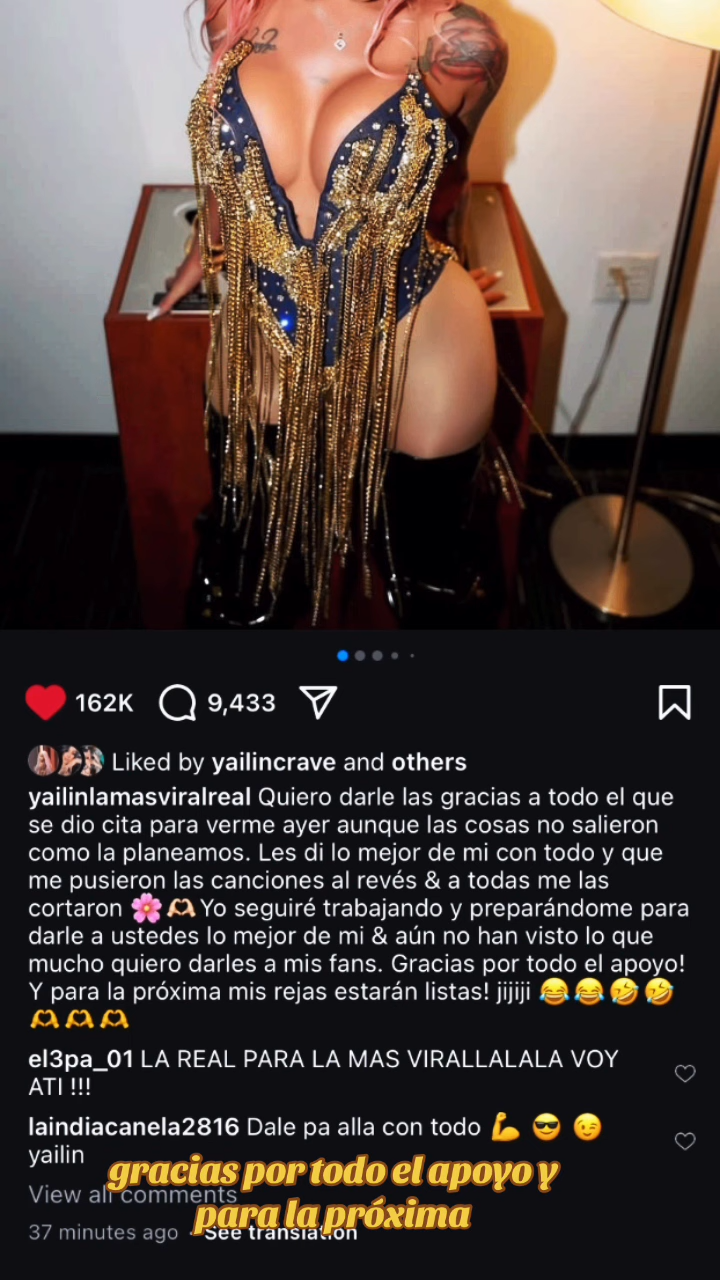 162K 9,433
Liked by yailincrave and others
yailinlamasviralreal Quiero darle las gracias a todo el que
se dio cita para verme ayer aunque las cosas no salieron
como la planeamos. Les di lo mejor de mi con todo y que
me pusieron las canciones al revés & a todas me las
cortaron 🌸🫶🏼Yo seguiré trabajando y preparándome para
darle a ustedes lo mejor de mi & aún no han visto lo que
mucho quiero darles a mis fans. Gracias por todo el apoyo!
Y para la próxima mis rejas estarán listas! jijiji 😂😂🤣🤣
🫶🫶🫶
el3pa_01 LA REAL PARA LA MAS VIRALLALALA VOY
ATI !!!
laindiacanela2816 Dale pa alla con todo 💪 😎 😉
yailin
gracias por todo el apoyo y
View all comments
para la próxima
37 minutes ago · See translation